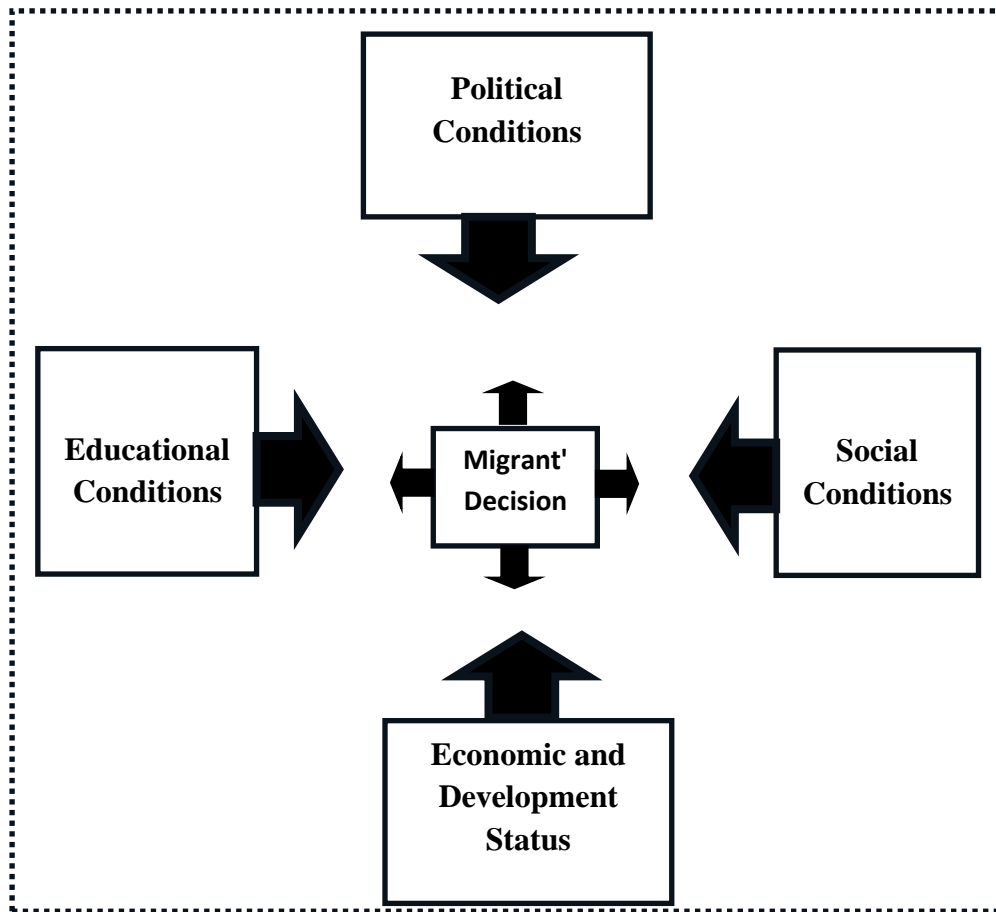 Political
Conditions
Educational
Conditions
Migrant'
Decision
Social
Conditions
Economic and
Development
Status